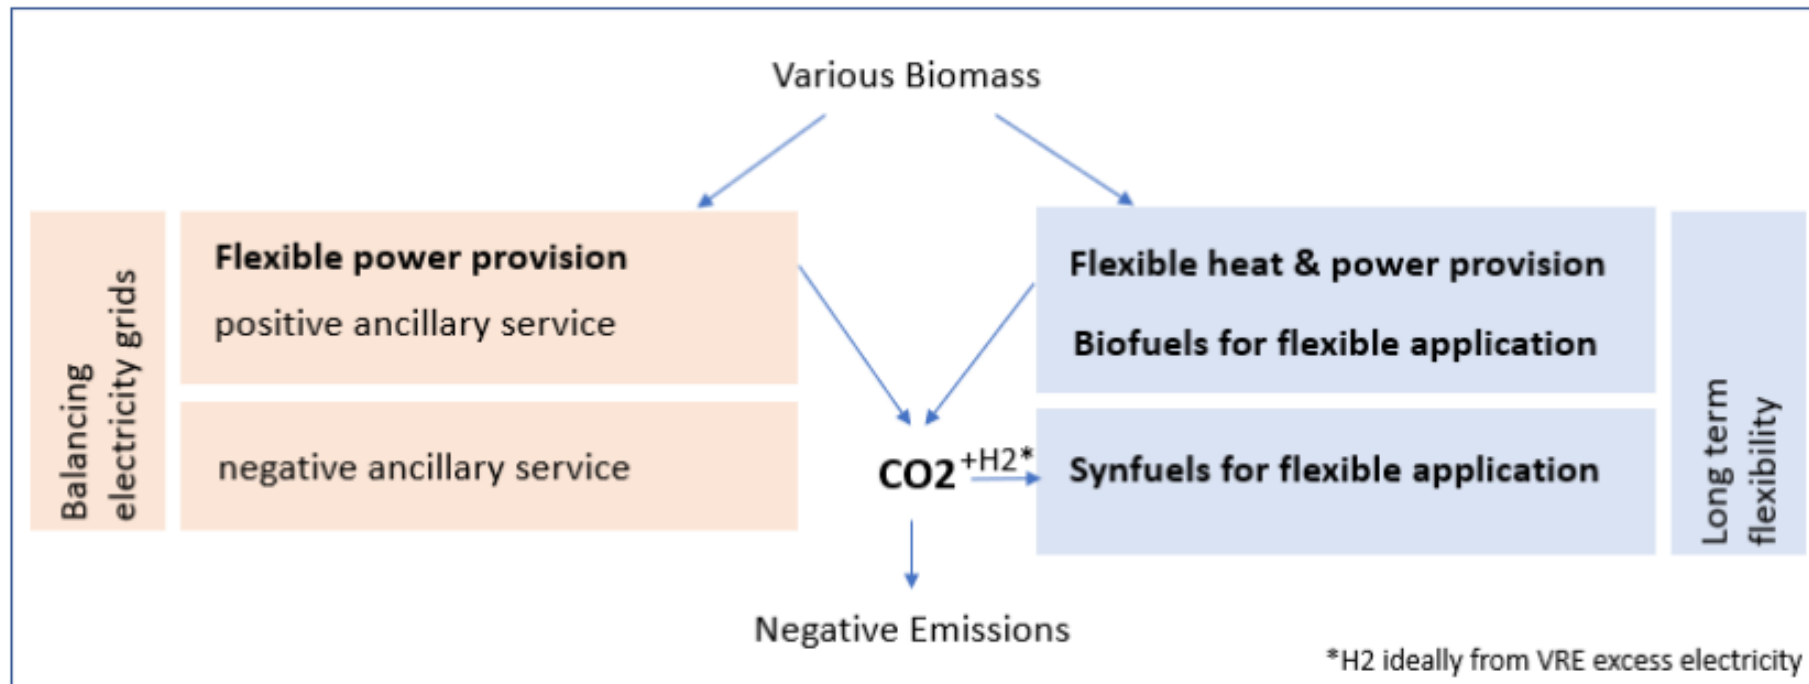 Various Biomass
Balancing
electricity grids
Flexible power provision
positive ancillary service
negative ancillary service
CO2
+H2*
Flexible heat & power provision
Biofuels for flexible application
Synfuels for flexible application
Long term
flexibility
Negative Emissions
*H2 ideally from VRE excess electricity